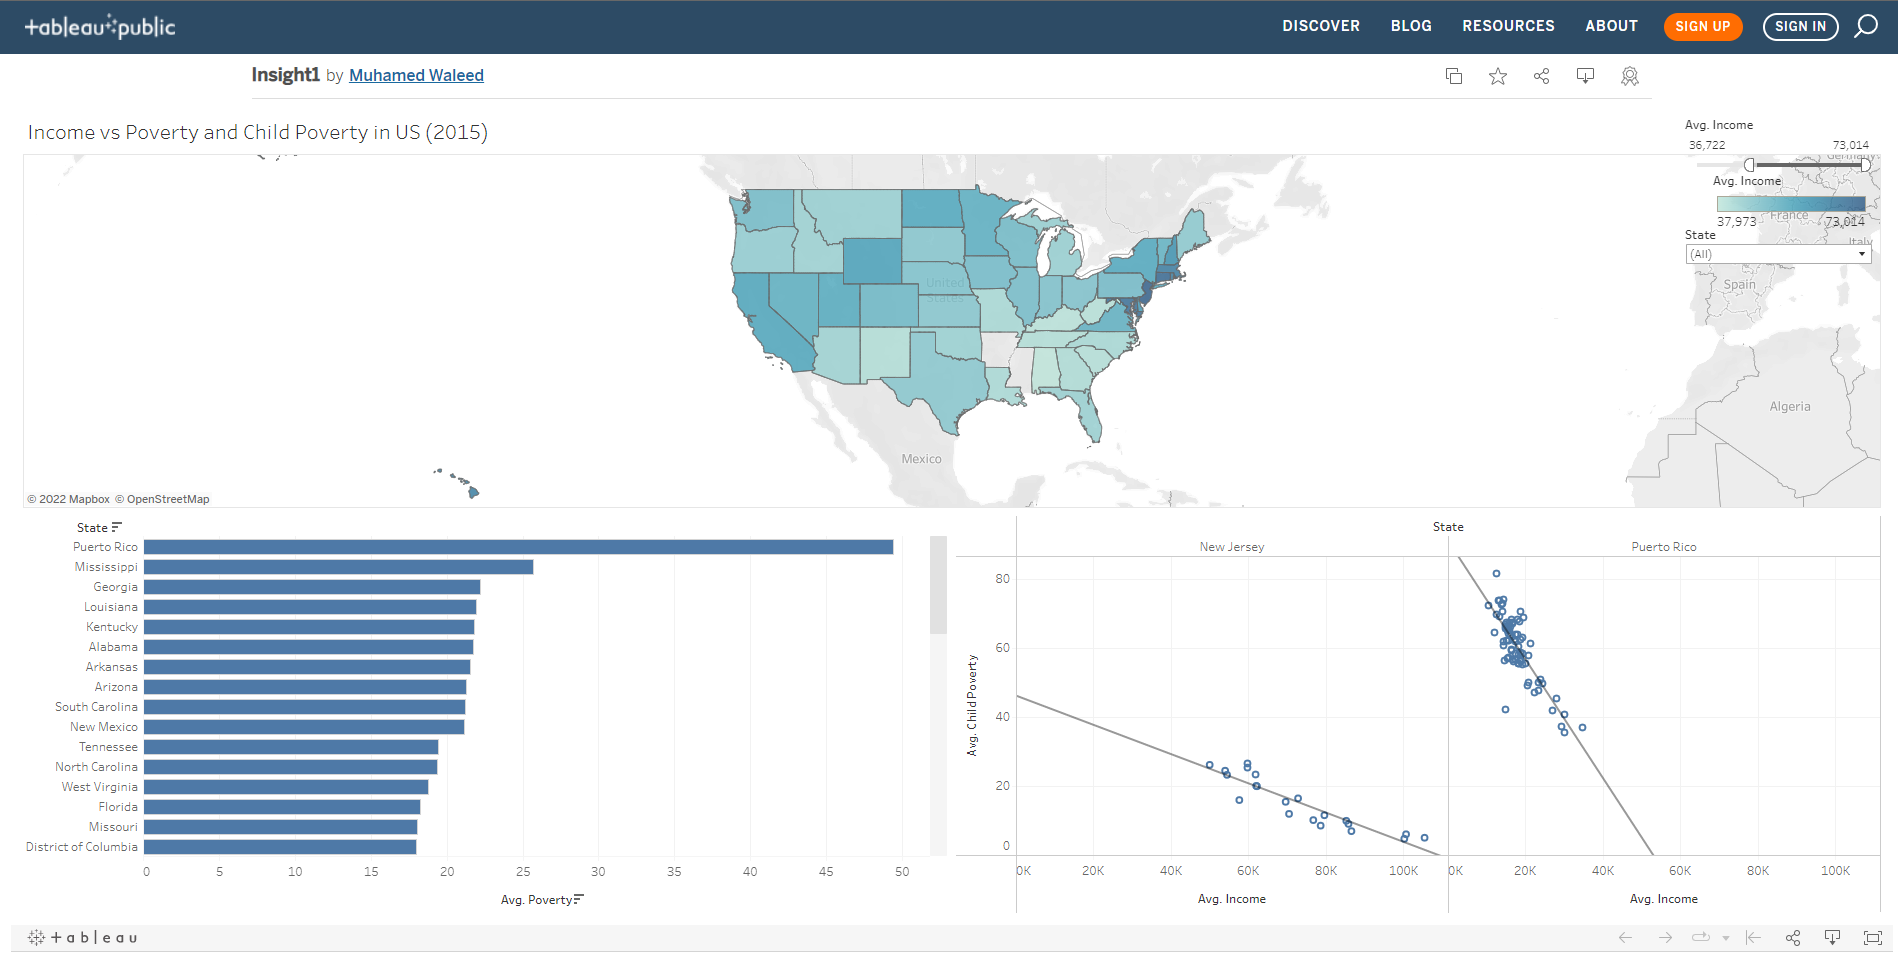 +ableau public
DISCOVER BLOG RESOURCES ABOUT SIGN UP SIGN IN
Insight1 by Muhamed Waleed
Income vs Poverty and Child Poverty in US (2015)
Avg. Income
36,722 73,014
Germany
Avg. Income
37,973 France 73,014
State
Italy
(All)
Spain
United
States
Algeria
Mexico
© 2022 Mapbox © OpenStreetMap
State
Puerto Rico
Mississippi
Georgia
Louisiana
Kentucky
Alabama
Arkansas
Arizona
South Carolina
New Mexico
Tennessee
North Carolina
West Virginia
Florida
Missouri
District of Columbia
0 5 10 15 20 25 30 35 40 45 50
Avg. Poverty
State
New Jersey Puerto Rico
Avg. Child Poverty
80
60
40
20
0
0K 20K 40K 60K 80K 100K 0K 20K 40K 60K 80K 100K
Avg. Income Avg. Income
+ableau